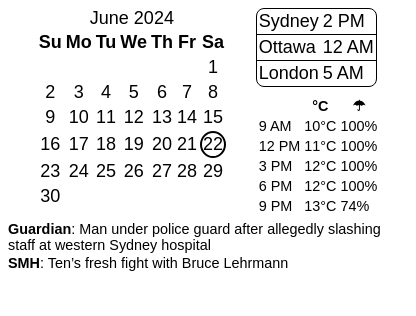 June 2024
Su Mo Tu We Th Fr Sa
1
2 3 4 5 6 7 8
9 10 11 12 13 14 15
16 17 18 19 20 21 22
23 24 25 26 27 28 29
30
Sydney 2 PM
Ottawa 12 AM
London 5 AM
°C ☂
9 AM 10°C 100%
12 PM 11°C 100%
3 PM 12°C 100%
6 PM 12°C 100%
9 PM 13°C 74%
Guardian: Man under police guard after allegedly slashing
staff at western Sydney hospital
SMH: Ten’s fresh fight with Bruce Lehrmann